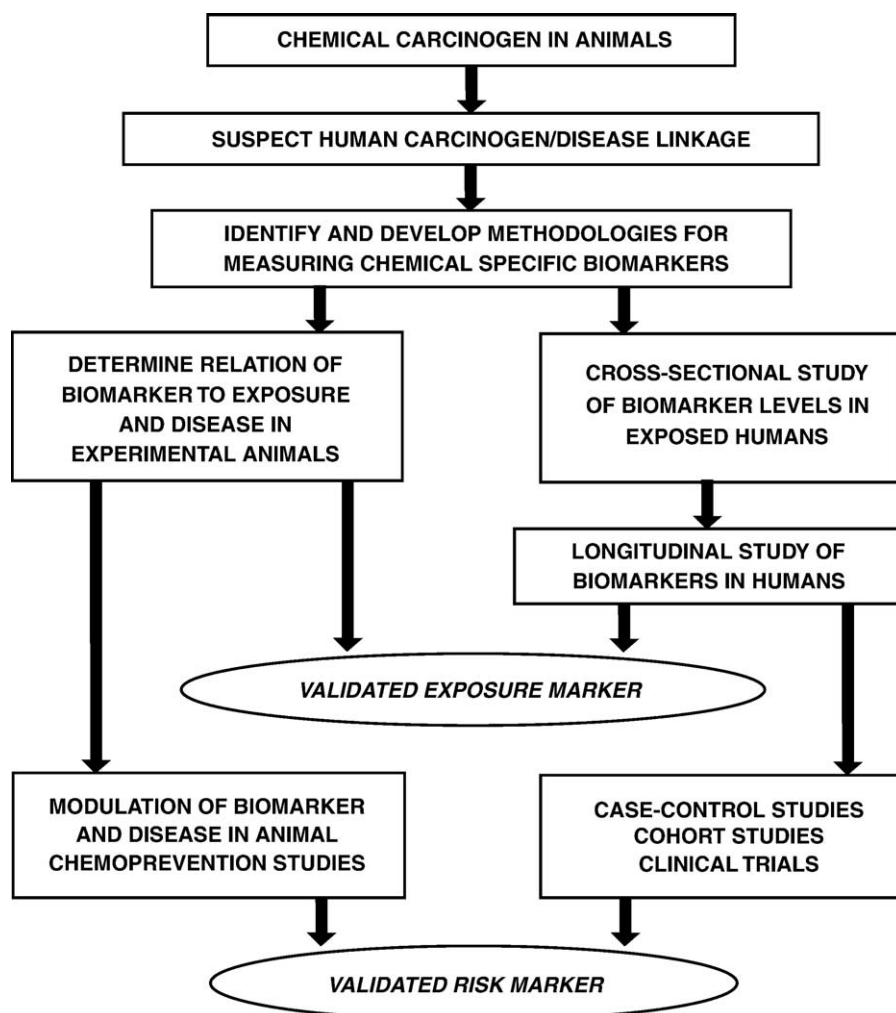 CHEMICAL CARCINOGEN IN ANIMALS
SUSPECT HUMAN CARCINOGEN/DISEASE LINKAGE
IDENTIFY AND DEVELOP METHODOLOGIES FOR
MEASURING CHEMICAL SPECIFIC BIOMARKERS
DETERMINE RELATION OF
BIOMARKER TO EXPOSURE
AND DISEASE IN
EXPERIMENTAL ANIMALS
CROSS-SECTIONAL STUDY
OF BIOMARKER LEVELS IN
EXPOSED HUMANS
LONGITUDINAL STUDY OF
BIOMARKERS IN HUMANS
VALIDATED EXPOSURE MARKER
MODULATION OF BIOMARKER
AND DISEASE IN ANIMAL
CHEMOPREVENTION STUDIES
CASE-CONTROL STUDIES
COHORT STUDIES
CLINICAL TRIALS
VALIDATED RISK MARKER